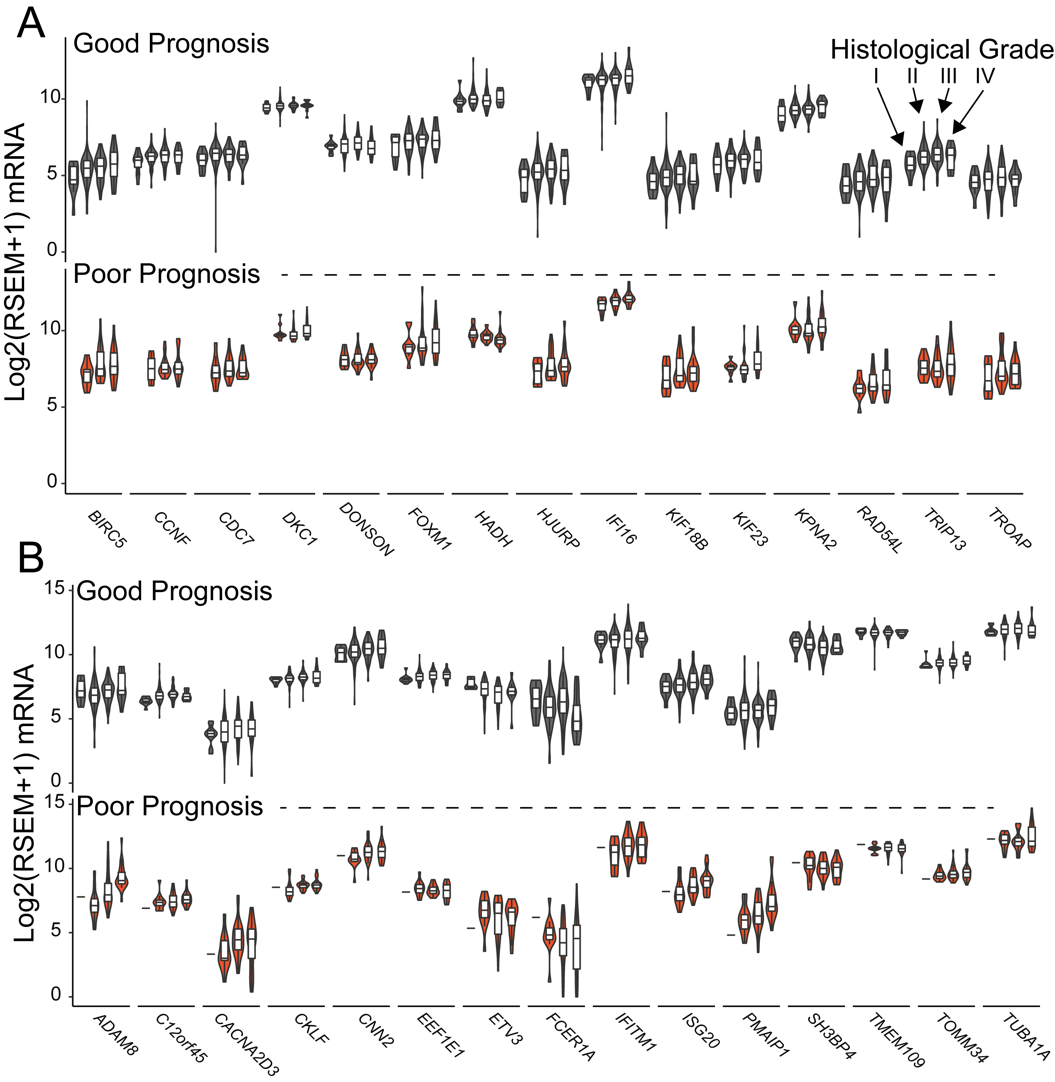 A
Good Prognosis
Histological Grade
I II III IV
Log2(RSEM+1) mRNA
10
5
0
Poor Prognosis
10
5
0
BIRC5 CCNF CDC7 DKC1 DONSON FOXM1 HADH HJURP IFI16 KIF18B KIF23 KPNA2 RAD54L TRIP13 TROAP
B
15
Good Prognosis
Log2(RSEM+1) mRNA
10
5
0
15
Poor Prognosis
10
5
0
ADAM8 C12orf45 CACNA2D3 CKLF CNN2 EEF1E1 ETV3 FCER1A IFITM1 ISG20 PMAIP1 SH3BP4 TMEM109 TOMM34 TUBA1A